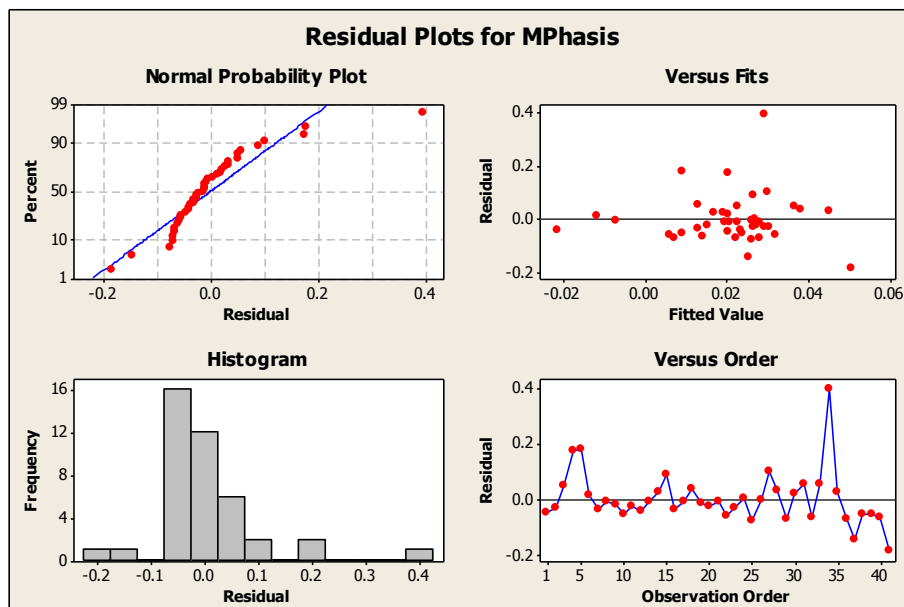 Residual Plots for MPhasis
Normal Probability Plot
99
90
50
10
1
Percent
-0.2 0.0 0.2 0.4
Residual
Versus Fits
0.4
0.2
0.0
-0.2
Residual
-0.02 0.00 0.02 0.04 0.06
Fitted Value
Histogram
16
12
8
4
0
Frequency
-0.2 -0.1 0.0 0.1 0.2 0.3 0.4
Residual
Versus Order
0.4
0.2
0.0
-0.2
Residual
1 5 10 15 20 25 30 35 40
Observation Order